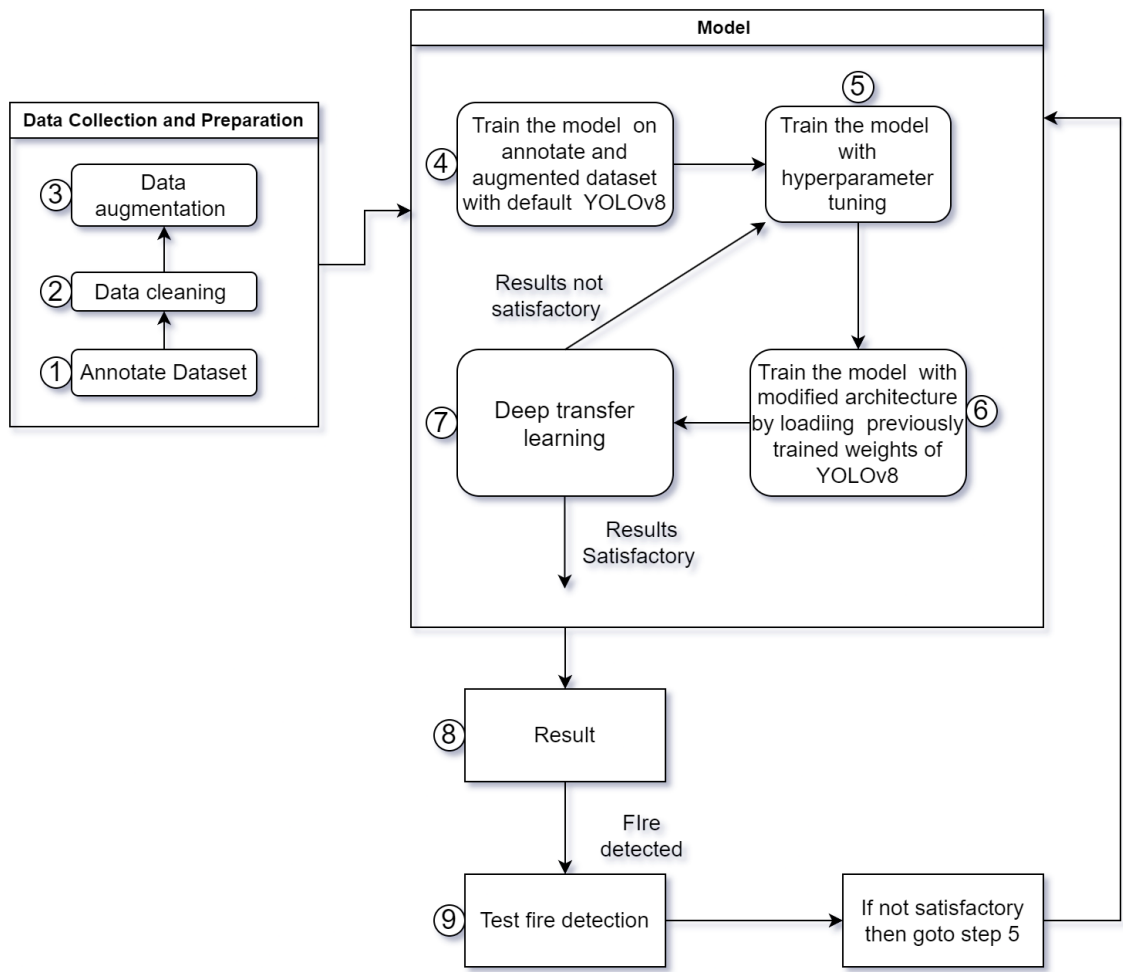 Model
Data Collection and Preparation
3
Data
augmentation
2
Data cleaning
1
Annotate Dataset
4
Train the model on
annotate and
augmented dataset
with default YOLOv8
5
Train the model
with
hyperparameter
tuning
Results not
satisfactory
7
Deep transfer
learning
Train the model with
modified architecture
by loadiing previously
trained weights of
YOLOv8
6
Results
Satisfactory
8
Result
FIre
detected
9
Test fire detection
If not satisfactory
then goto step 5